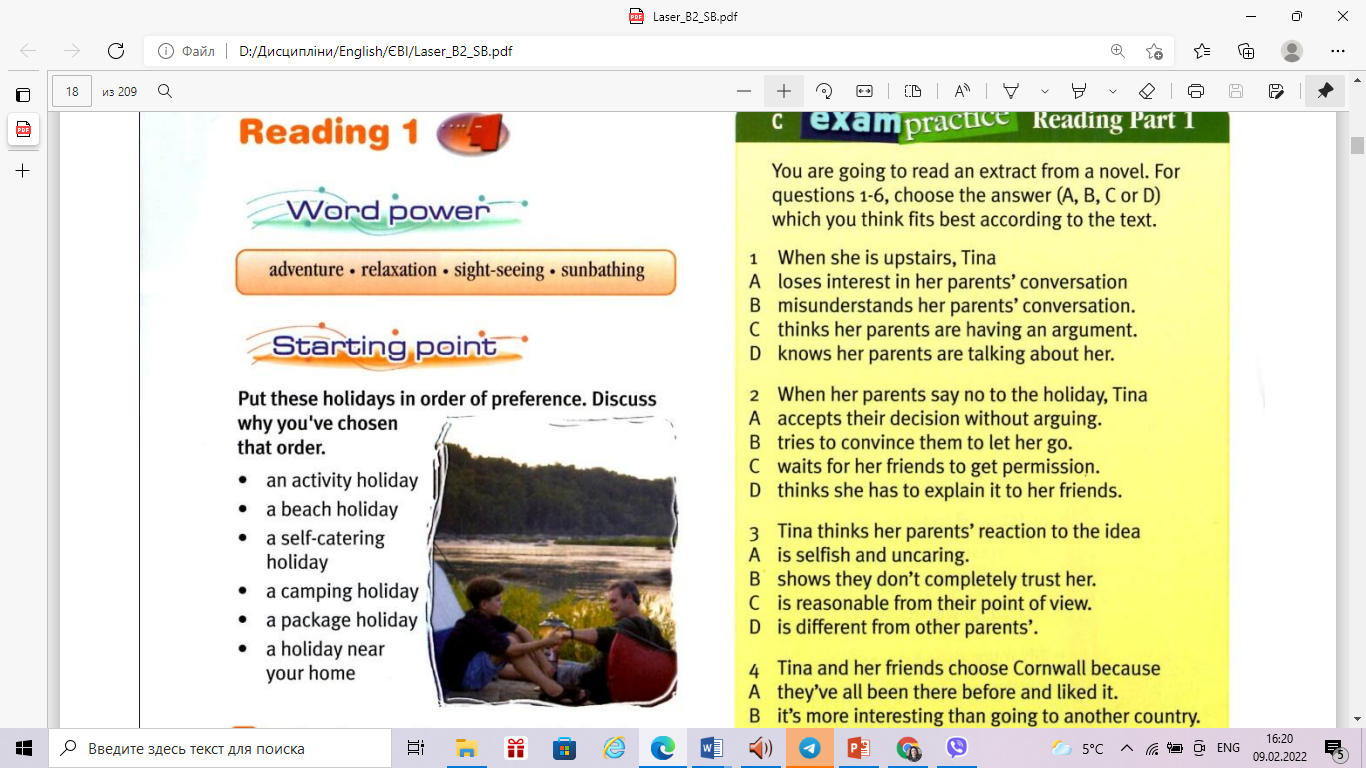 Laser_B2_SB.pdf
Файл
D:/Дисципліни/English/ЄВІ/Laser_B2_SB.pdf
18 из 209
Reading 1
Word power
adventure • relaxation • sight-seeing • sunbathing
Starting point
Put these holidays in order of preference. Discuss
why you've chosen
that order.
• an activity holiday
• a beach holiday
• a self-catering
holiday
• a camping holiday
• a package holiday
• a holiday near
your home
C exam practice Reading Part 1
You are going to read an extract from a novel. For
questions 1-6, choose the answer (A, B, C or D)
which you think fits best according to the text.
1 When she is upstairs, Tina
A loses interest in her parents' conversation
B misunderstands her parents' conversation.
C thinks her parents are having an argument.
D knows her parents are talking about her.
2 When her parents say no to the holiday, Tina
A accepts their decision without arguing.
B tries to convince them to let her go.
C waits for her friends to get permission.
D thinks she has to explain it to her friends.
3 Tina thinks her parents' reaction to the idea
A is selfish and uncaring.
B shows they don't completely trust her.
C is reasonable from their point of view.
D is different from other parents'.
4 Tina and her friends choose Cornwall because
A they've all been there before and liked it.
B it's more interesting than going to another country.
Введите здесь текст для поиска
5°C
ENG
16:20
09.02.2022
5